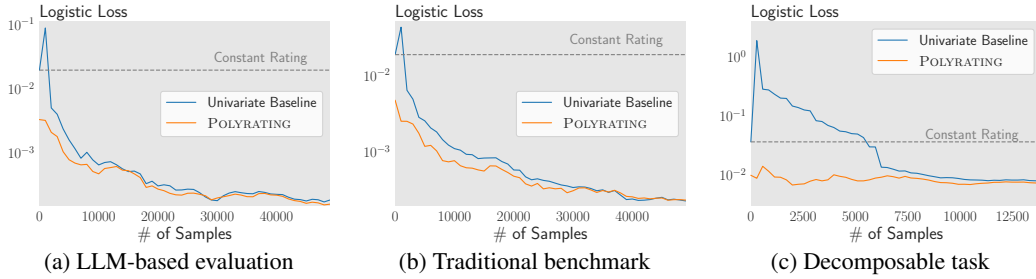 Logistic Loss
10⁻¹
10⁻²
10⁻³
Constant Rating
Univariate Baseline
POLYRATING
0 10000 20000 30000 40000
# of Samples
(a) LLM-based evaluation
Logistic Loss
10⁻²
10⁻³
Constant Rating
Univariate Baseline
POLYRATING
0 10000 20000 30000 40000
# of Samples
(b) Traditional benchmark
Logistic Loss
10⁰
10⁻¹
10⁻²
Univariate Baseline
POLYRATING
Constant Rating
0 2500 5000 7500 10000 12500
# of Samples
(c) Decomposable task